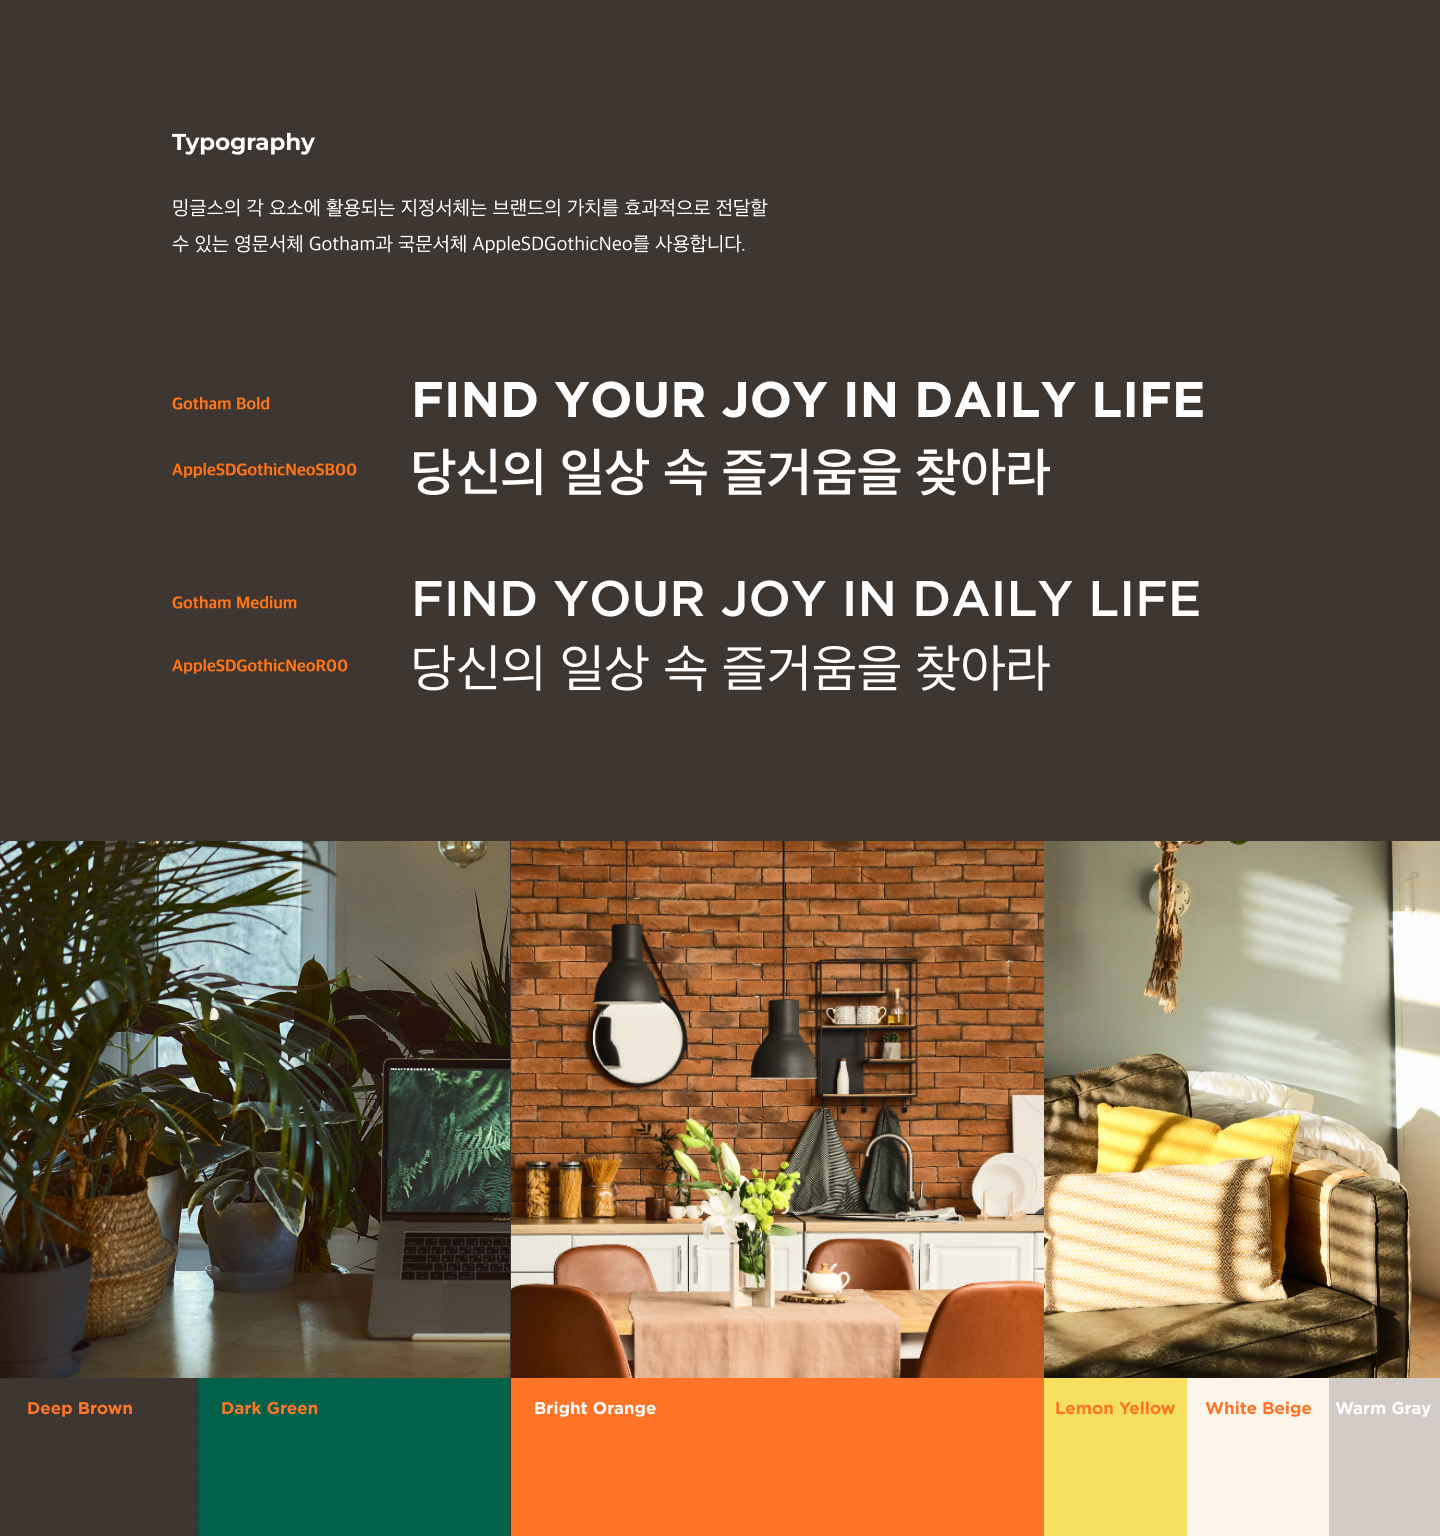 Typography
밍글스의 각 요소에 활용되는 지정서체는 브랜드의 가치를 효과적으로 전달할
수 있는 영문서체 Gotham과 국문서체 AppleSDGothicNeo를 사용합니다.
Gotham Bold
FIND YOUR JOY IN DAILY LIFE
AppleSDGothicNeoSB00
당신의 일상 속 즐거움을 찾아라
Gotham Medium
FIND YOUR JOY IN DAILY LIFE
AppleSDGothicNeoR00
당신의 일상 속 즐거움을 찾아라
Deep Brown
Dark Green
Bright Orange
Lemon Yellow
White Beige
Warm Gray